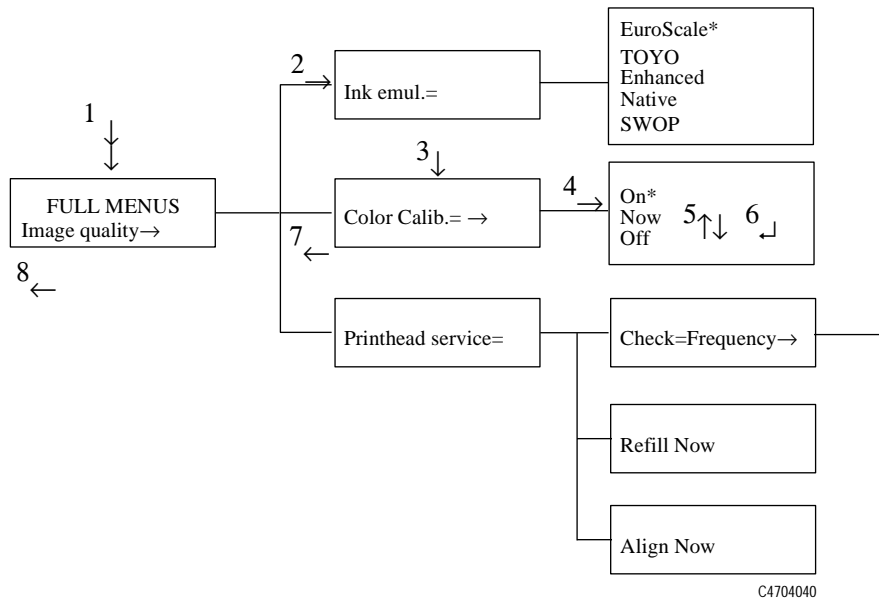 1
FULL MENUS
Image quality→
8
2
Ink emul.=
EuroScale*
TOYO
Enhanced
Native
SWOP
3
Color Calib.= →
7
4
On*
Now
Off
5
6
Printhead service=
Check=Frequency→
Refill Now
Align Now
C4704040